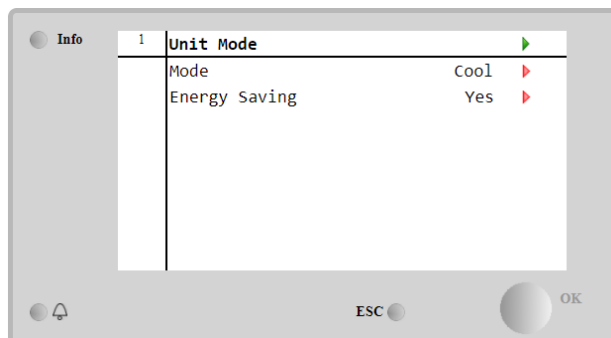 Info
1 Unit Mode
Mode Cool
Energy Saving Yes
ESC
OK